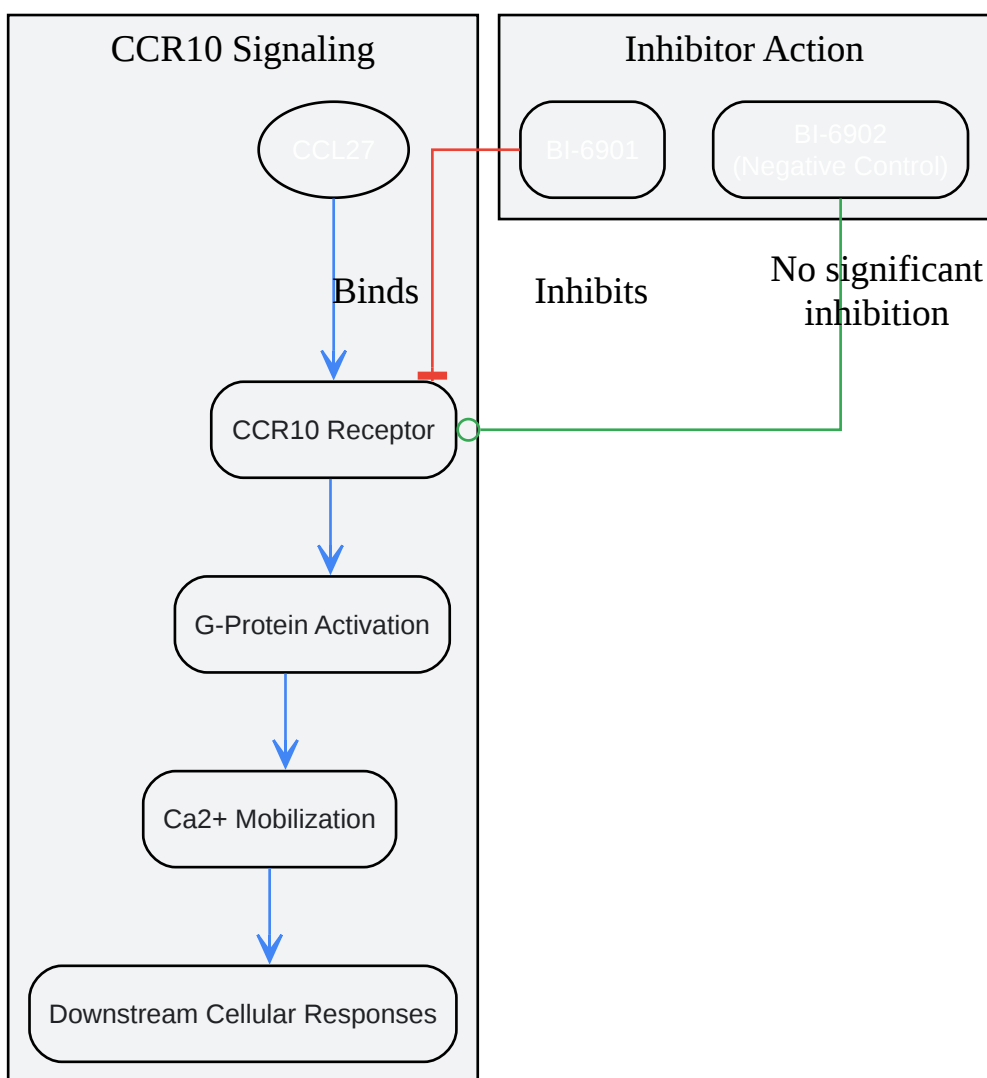 CCR10 Signaling
Inhibitor Action
CCL27
BI-6901
BI-6902
(Negative Control)
Binds
Inhibits
No significant
inhibition
CCR10 Receptor
G-Protein Activation
Ca2+ Mobilization
Downstream Cellular Responses